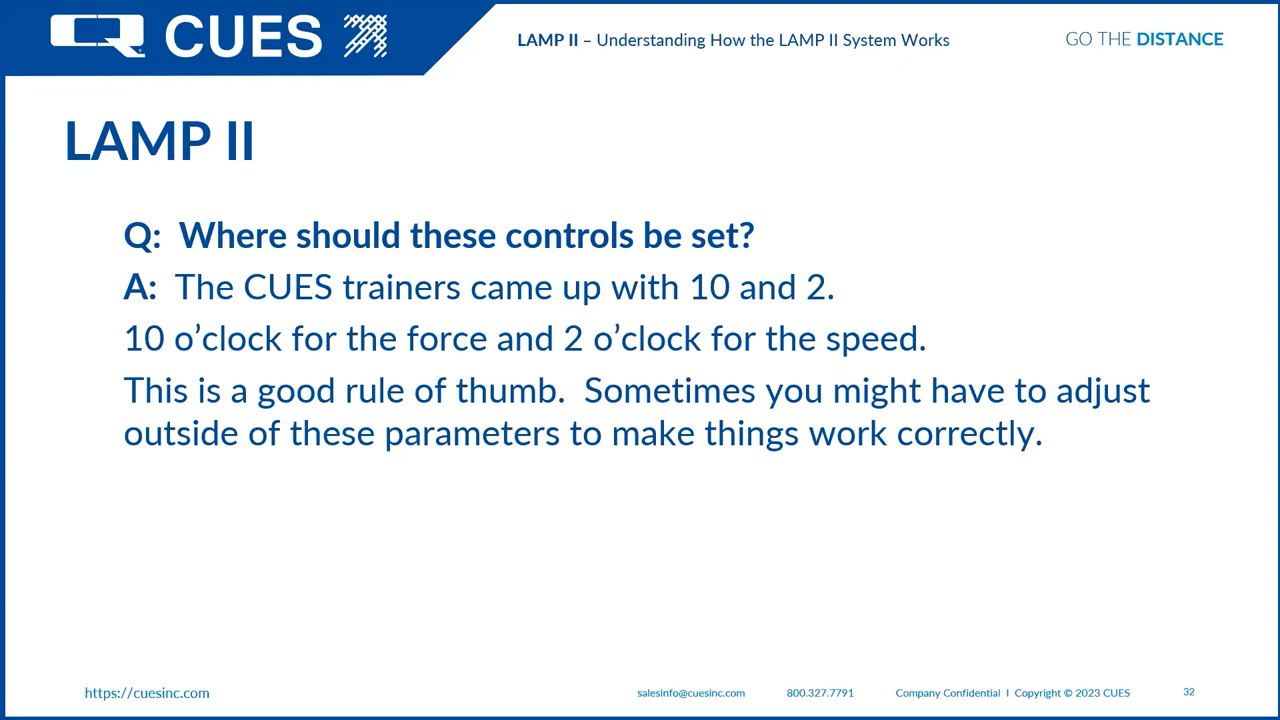 CUES
LAMP II – Understanding How the LAMP II System Works
GO THE DISTANCE
LAMP II
Q:  Where should these controls be set?
A:  The CUES trainers came up with 10 and 2.
10 o’clock for the force and 2 o’clock for the speed.
This is a good rule of thumb.  Sometimes you might have to adjust
outside of these parameters to make things work correctly.
https://cuesinc.com
salesinfo@cuesinc.com
800.327.7791
Company Confidential I Copyright © 2023 CUES
32